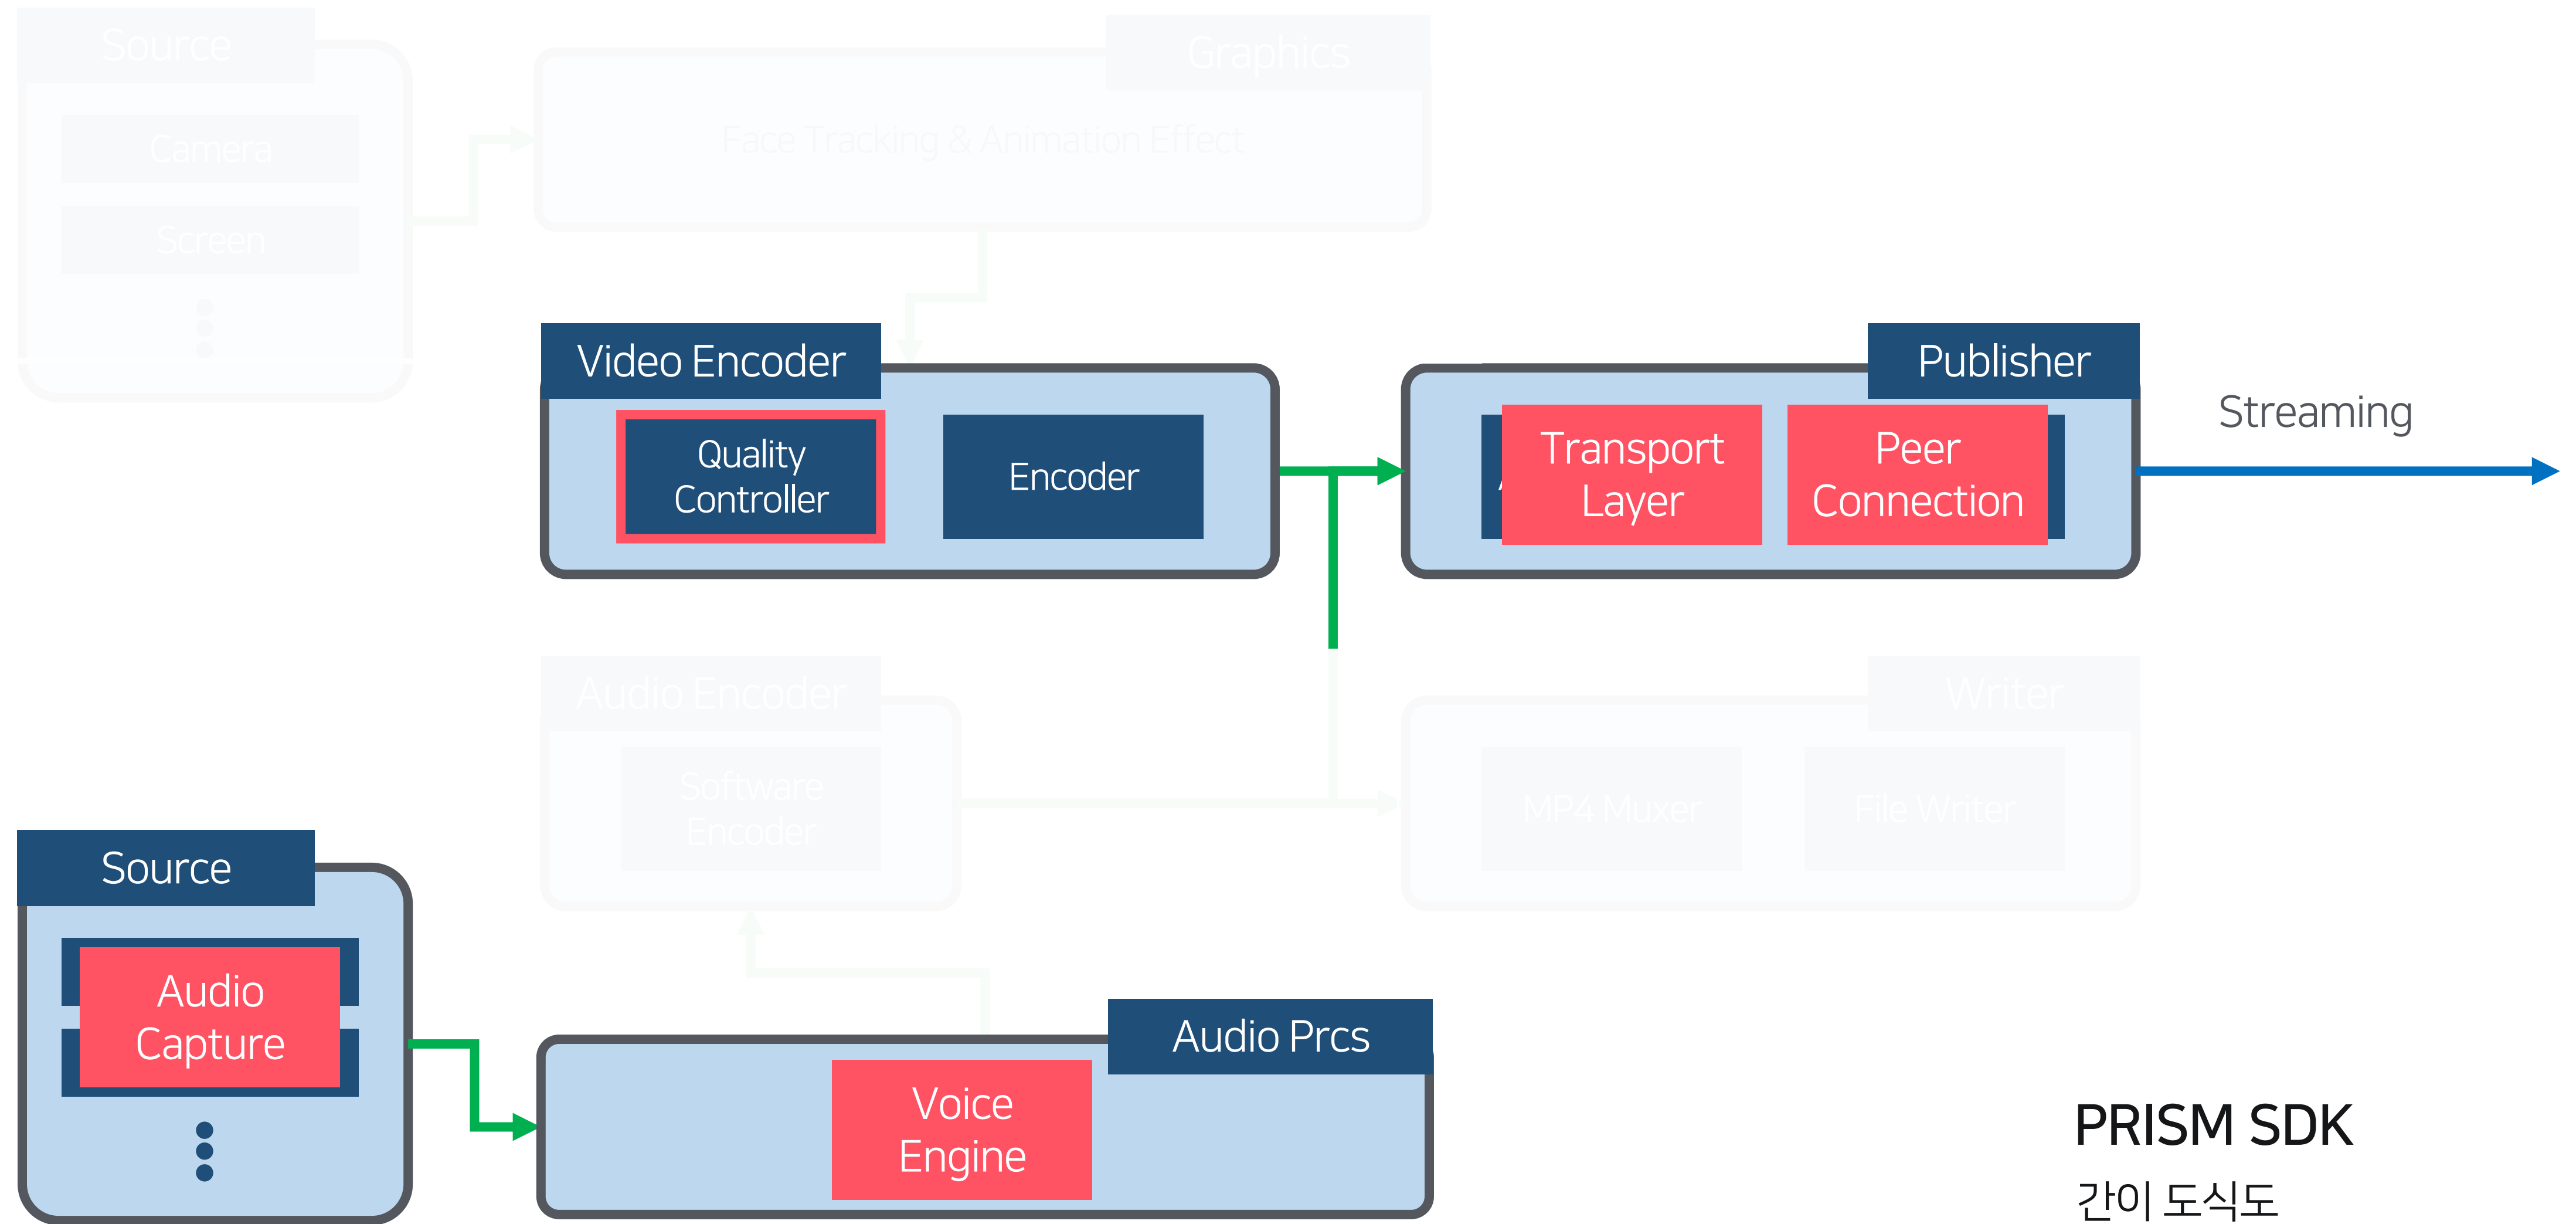 Source
Camera
Screen
Graphics
Face Tracking & Animation Effect
Video Encoder
Quality
Controller
Encoder
Publisher
Transport
Layer
Peer
Connection
Streaming
Audio Encoder
Software
Encoder
Writer
MP4 Muxer
File Writer
Source
Audio
Capture
Audio Prcs
Voice
Engine
PRISM SDK
간이 도식도